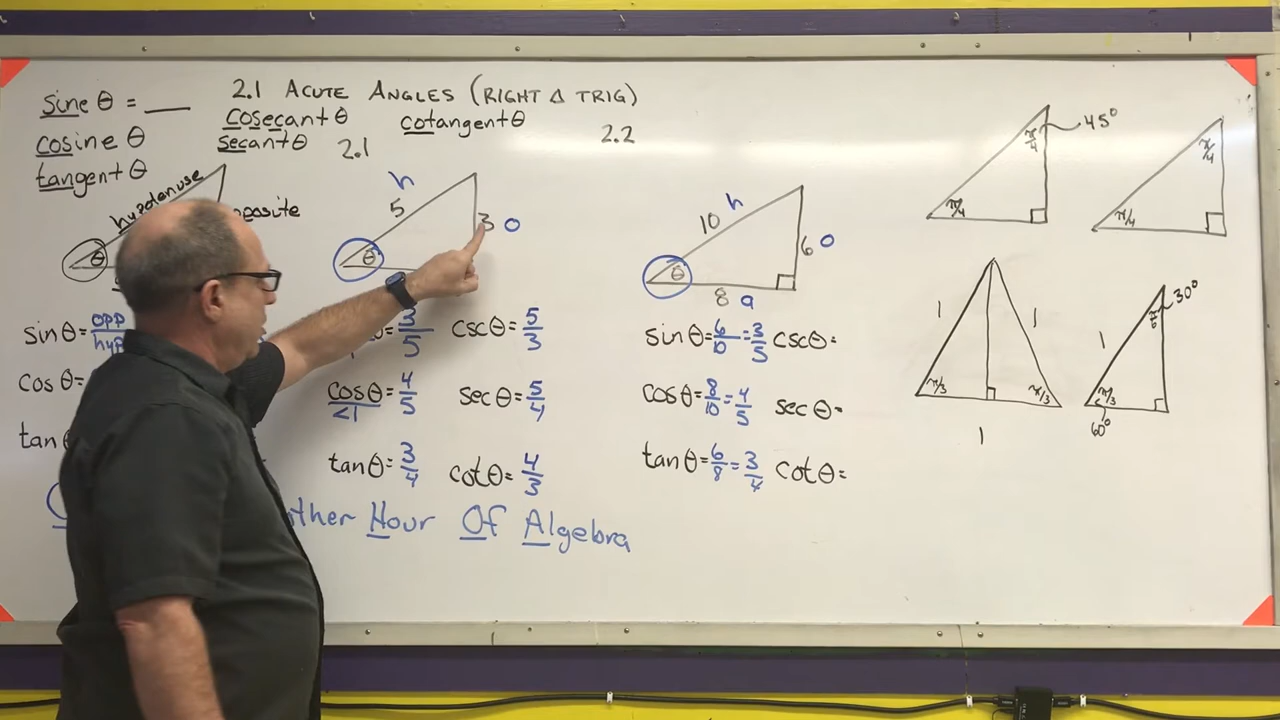 2.1 ACUTE ANGLES (RIGHT Δ TRIG)
sine θ = ___
cosecant θ cotangent θ
cosine θ
secant θ 2.1 2.2
tangent θ
hypotenuse
θ
h
5
3 o
θ
h
10
6 o
θ
8 a
sin θ = opp
cos θ =
tan
3/5 csc θ = 5/3
cos θ = 4/5 sec θ = 5/4
<1
tan θ = 3/4 cot θ = 4/3
sin θ = 6/10 = 3/5 csc θ =
cos θ = 8/10 = 4/5 sec θ =
tan θ = 6/8 = 3/4 cot θ =
Hour Of Algebra
π/4 45°
π/4
π/4
π/4
1 1
π/3 π/3
1
30°
π/6
1
π/3
60°